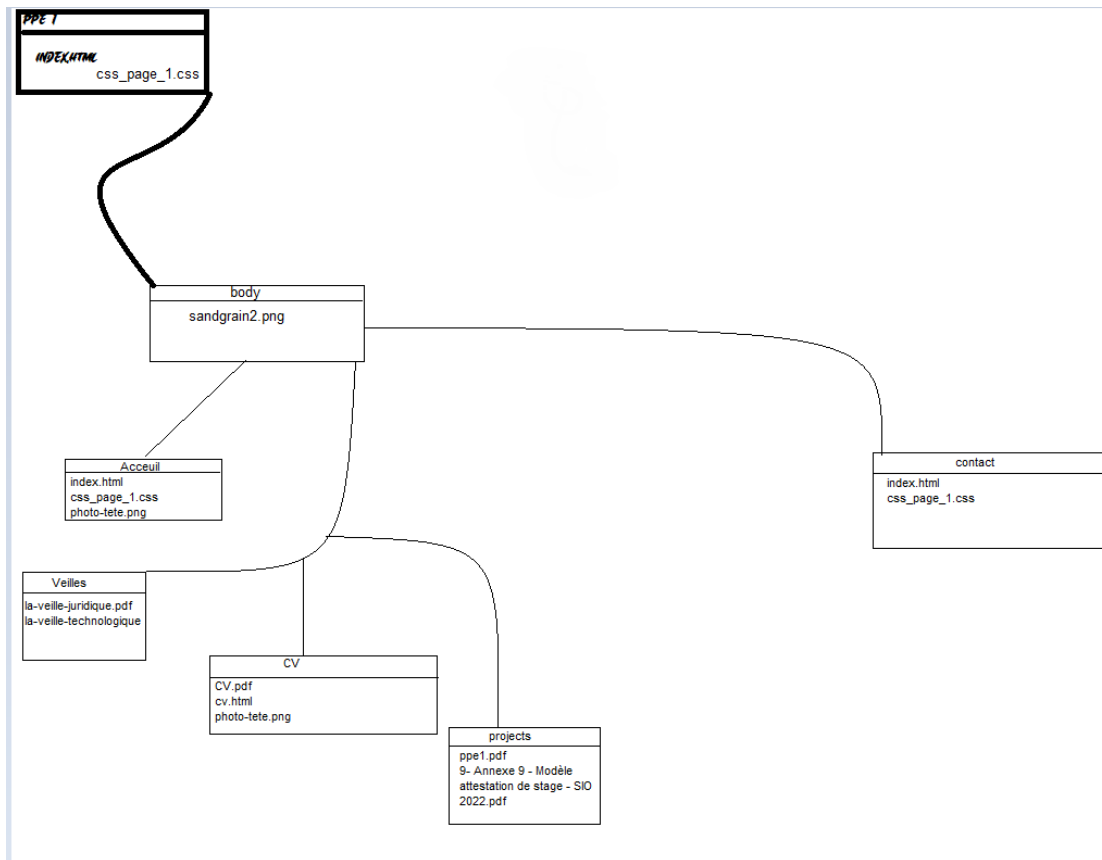 PPE 1
INDEX.HTML
css_page_1.css
body
sandgrain2.png
Acceuil
index.html
css_page_1.css
photo-tete.png
contact
index.html
css_page_1.css
Veilles
la-veille-juridique.pdf
la-veille-technologique
CV
CV.pdf
cv.html
photo-tete.png
projects
ppe1.pdf
9- Annexe 9 - Modèle
attestation de stage - SIO
2022.pdf